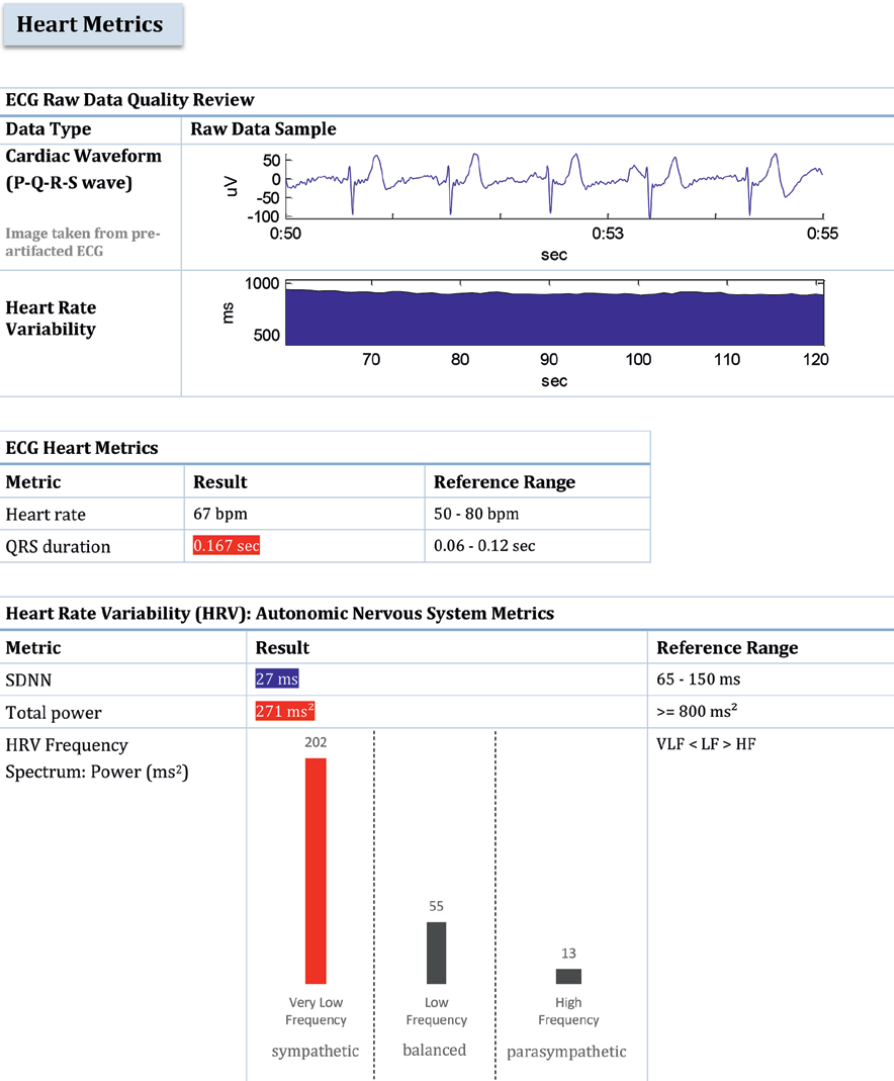 Heart Metrics
ECG Raw Data Quality Review
Data Type Raw Data Sample
Cardiac Waveform
(P-Q-R-S wave)
Image taken from pre-
artifacted ECG
uV
50
0
-50
-100
0:50 0:53 0:55
sec
Heart Rate
Variability
ms
1000
500
70 80 90 100 110 120
sec
ECG Heart Metrics
Metric Result Reference Range
Heart rate 67 bpm 50 - 80 bpm
QRS duration 0.167 sec 0.06 - 0.12 sec
Heart Rate Variability (HRV): Autonomic Nervous System Metrics
Metric Result Reference Range
SDNN 27 ms 65 - 150 ms
Total power 271 ms² >= 800 ms²
HRV Frequency
Spectrum: Power (ms²)
202
55
13
Very Low
Frequency
Low
Frequency
High
Frequency
sympathetic balanced parasympathetic
VLF < LF > HF